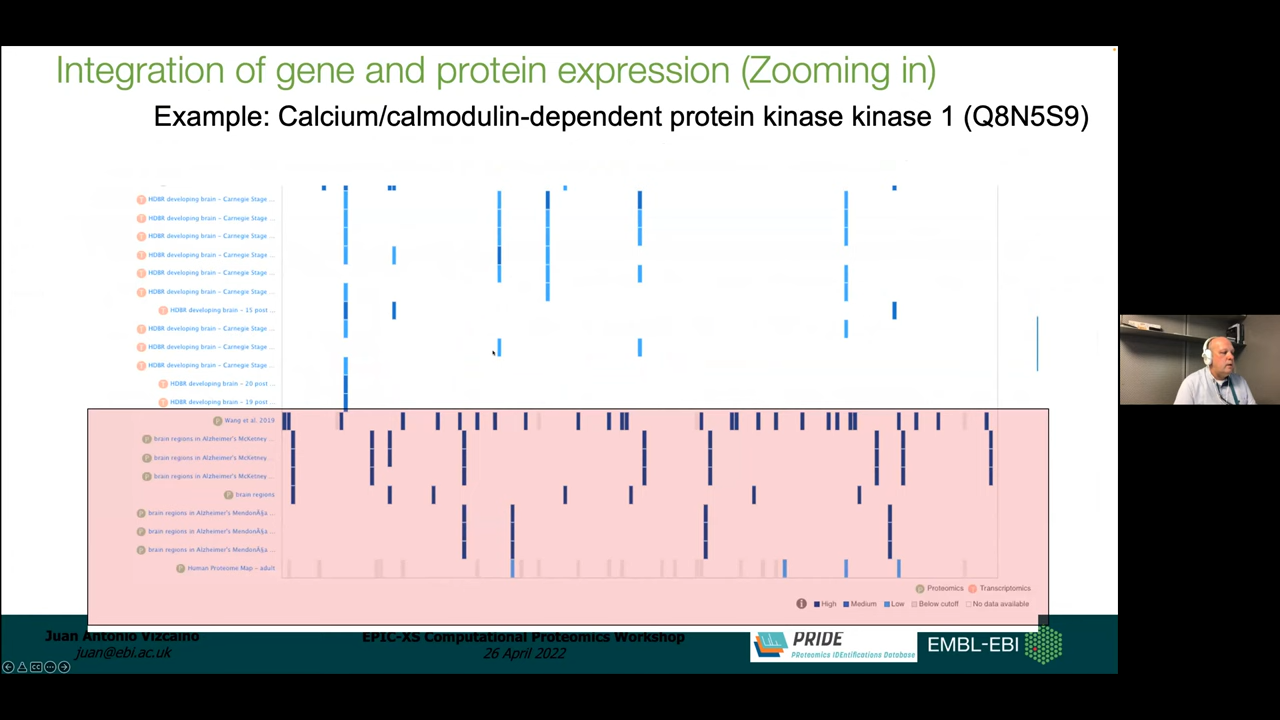 Integration of gene and protein expression (Zooming in)
Example: Calcium/calmodulin-dependent protein kinase kinase 1 (Q8N5S9)
T HDBR developing brain - Carnegie Stage ...
T HDBR developing brain - Carnegie Stage ...
T HDBR developing brain - Carnegie Stage ...
T HDBR developing brain - Carnegie Stage ...
T HDBR developing brain - Carnegie Stage ...
T HDBR developing brain - Carnegie Stage ...
T HDBR developing brain - 15 post ...
T HDBR developing brain - Carnegie Stage ...
T HDBR developing brain - Carnegie Stage ...
T HDBR developing brain - Carnegie Stage ...
T HDBR developing brain - 20 post ...
T HDBR developing brain - 19 post ...
P Wang et al. 2019
P brain regions in Alzheimer's McKetney ...
P brain regions in Alzheimer's McKetney ...
P brain regions in Alzheimer's McKetney ...
P brain regions
P brain regions in Alzheimer's MendonÃ§a ...
P brain regions in Alzheimer's MendonÃ§a ...
P brain regions in Alzheimer's MendonÃ§a ...
P Human Proteome Map - adult
P Proteomics T Transcriptomics
i High Medium Low Below cutoff No data available
Juan Antonio Vizcaíno
juan@ebi.ac.uk
EPIC-XS Computational Proteomics Workshop
26 April 2022
PRIDE
PRoteomics IDEntifications Database
EMBL-EBI